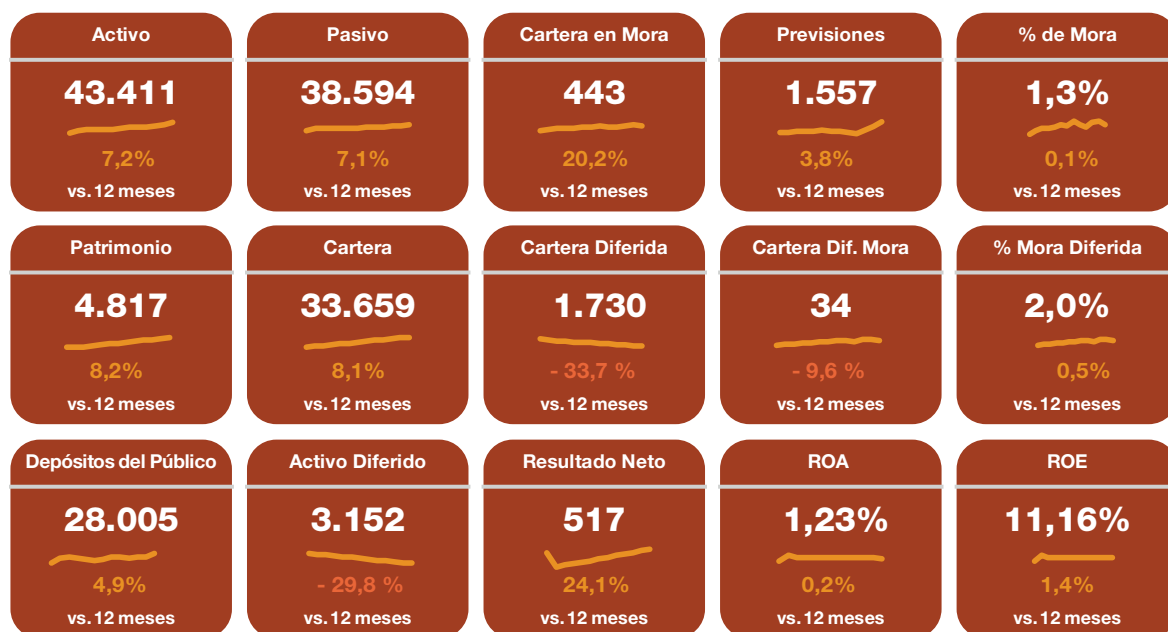 Activo
43.411
7,2%
vs. 12 meses
Pasivo
38.594
7,1%
vs. 12 meses
Cartera en Mora
443
20,2%
vs. 12 meses
Previsiones
1.557
3,8%
vs. 12 meses
% de Mora
1,3%
0,1%
vs. 12 meses
Patrimonio
4.817
8,2%
vs. 12 meses
Cartera
33.659
8,1%
vs. 12 meses
Cartera Diferida
1.730
- 33,7 %
vs. 12 meses
Cartera Dif. Mora
34
- 9,6 %
vs. 12 meses
% Mora Diferida
2,0%
0,5%
vs. 12 meses
Depósitos del Público
28.005
4,9%
vs. 12 meses
Activo Diferido
3.152
- 29,8 %
vs. 12 meses
Resultado Neto
517
24,1%
vs. 12 meses
ROA
1,23%
0,2%
vs. 12 meses
ROE
11,16%
1,4%
vs. 12 meses